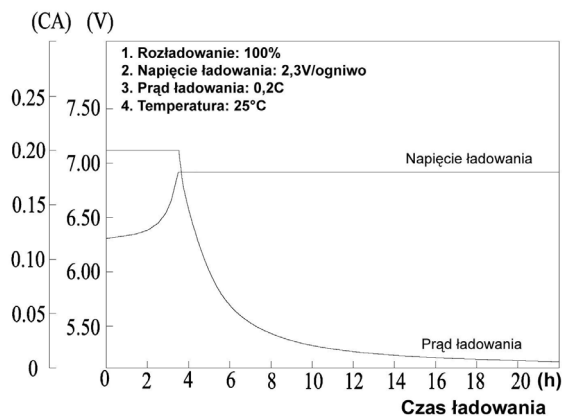 (CA) (V)
1. Rozładowanie: 100%
2. Napięcie ładowania: 2,3V/ogniwo
3. Prąd ładowania: 0,2C
4. Temperatura: 25°C
0.25
7.50
0.20
7.00
Napięcie ładowania
0.15
6.50
0.10
6.00
0.05
5.50
Prąd ładowania
0
0 2 4 6 8 10 12 14 16 18 20 (h)
Czas ładowania